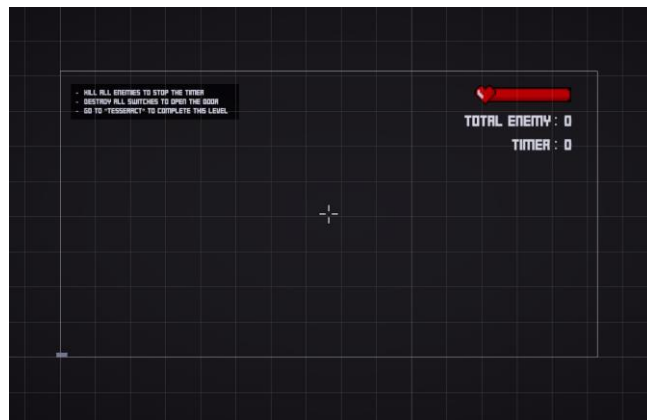 - KILL ALL ENEMIES TO STOP THE TIMER
- DESTROY ALL SWITCHES TO OPEN THE DOOR
- GO TO "TESSERACT" TO COMPLETE THIS LEVEL
TOTAL ENEMY : 0
TIMER : 0